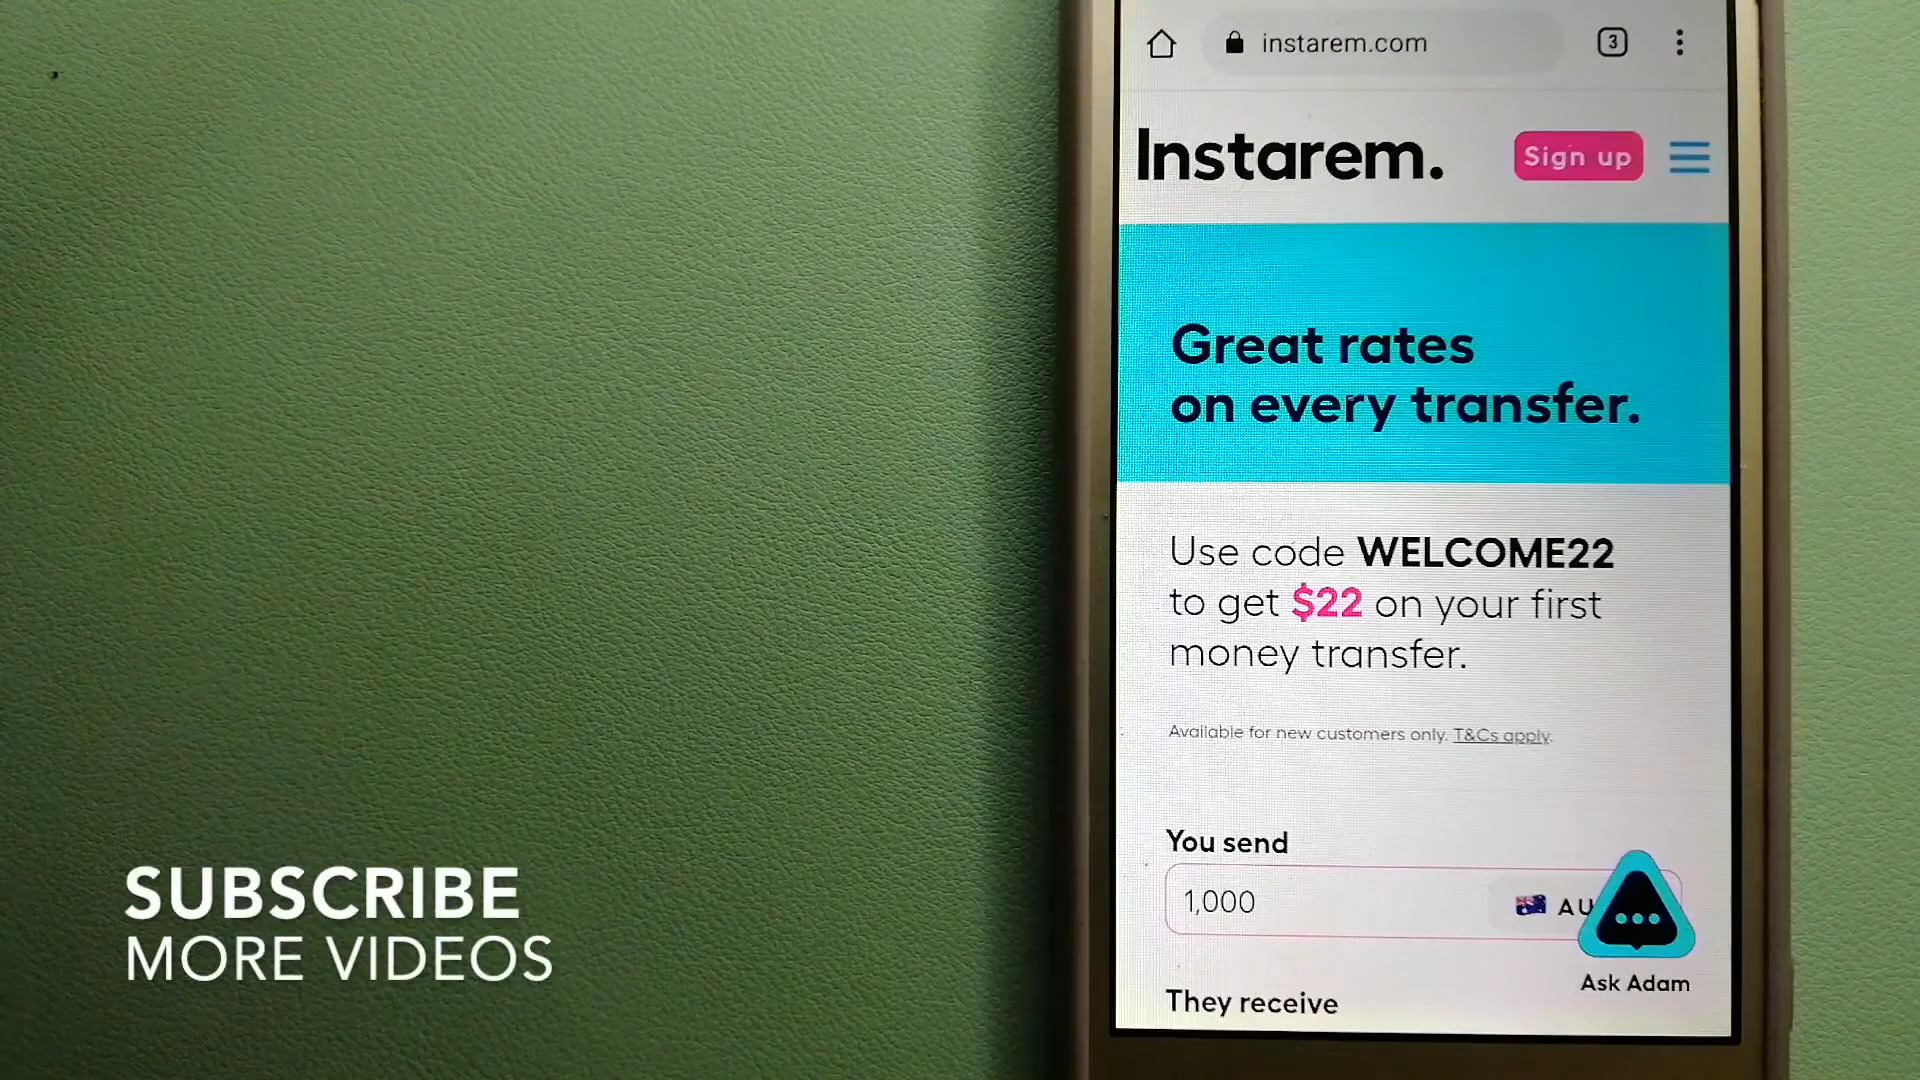 instarem.com
3
Instarem.
Sign up
Great rates
on every transfer.
Use code WELCOME22
to get $22 on your first
money transfer.
Available for new customers only. T&Cs apply.
You send
1,000
AU
Ask Adam
They receive
SUBSCRIBE
MORE VIDEOS